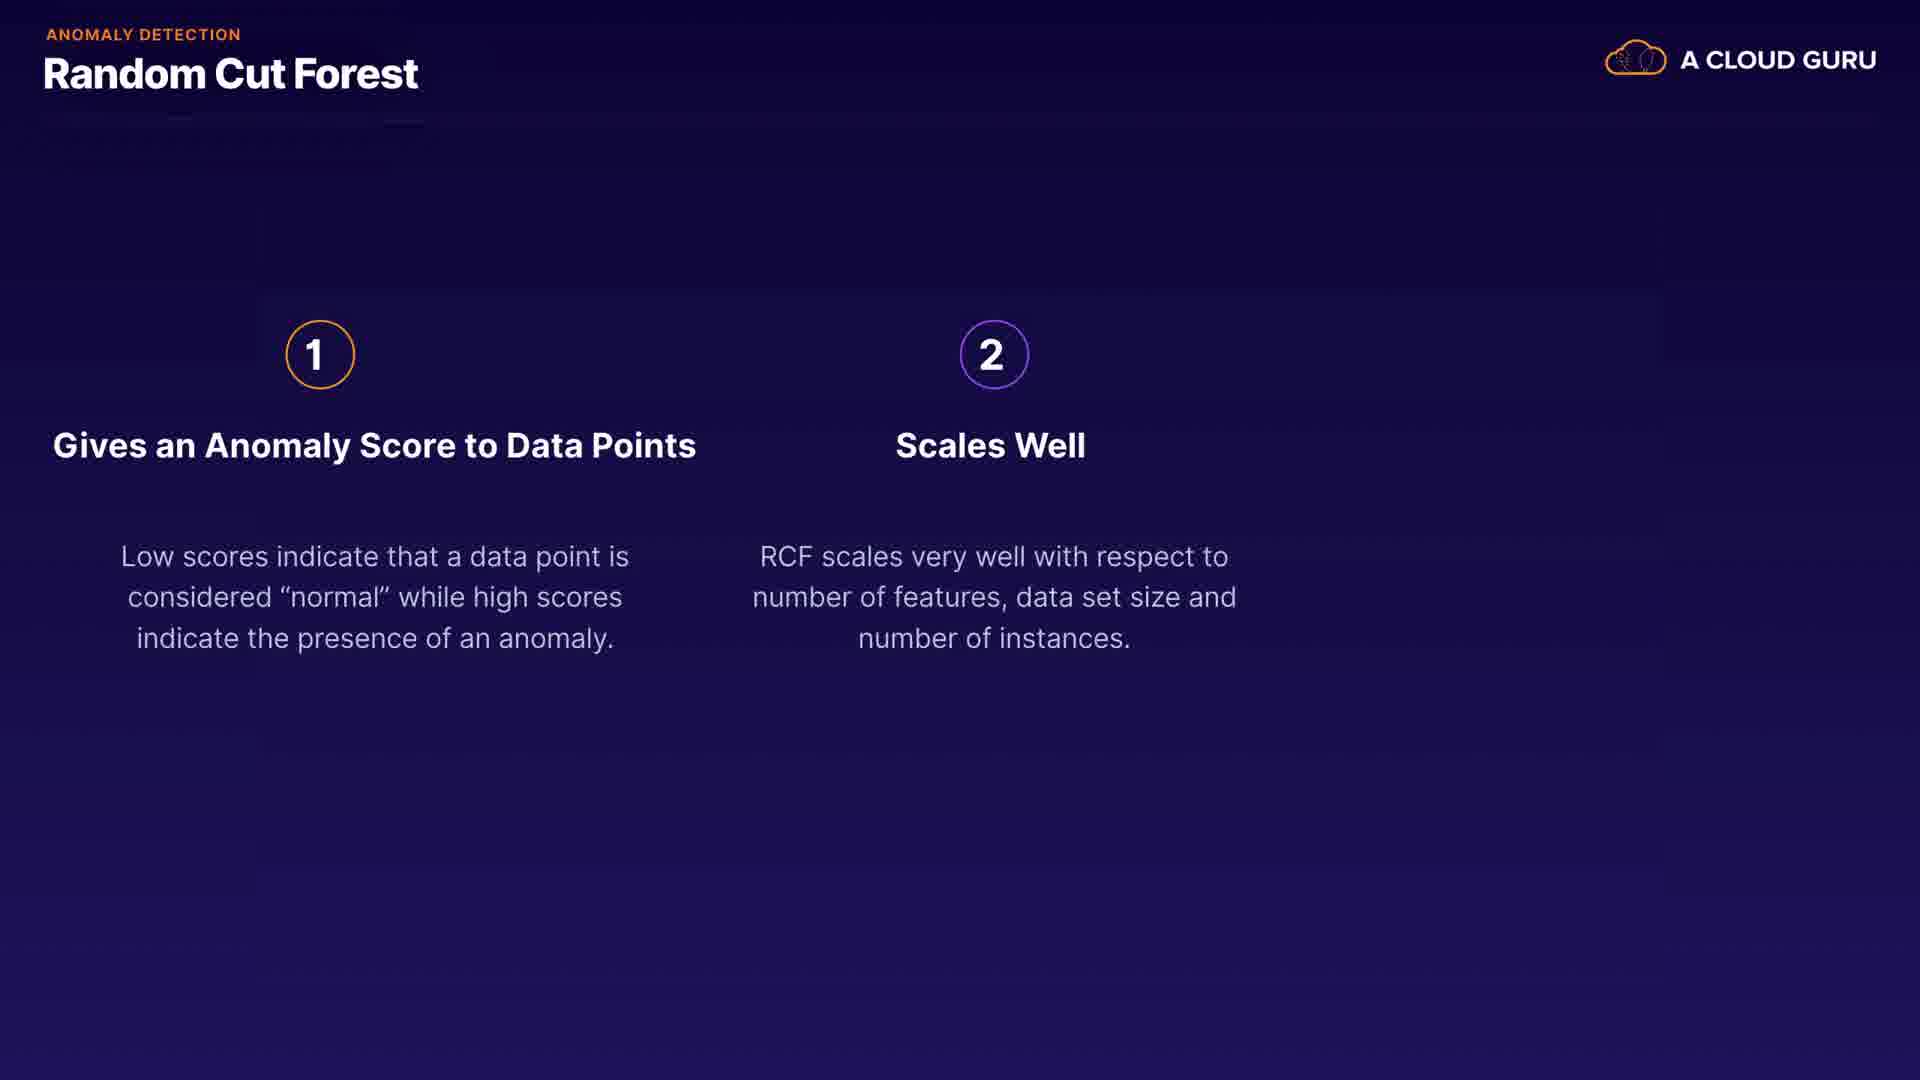 ANOMALY DETECTION
Random Cut Forest
A CLOUD GURU
1
Gives an Anomaly Score to Data Points
Low scores indicate that a data point is
considered “normal” while high scores
indicate the presence of an anomaly.
2
Scales Well
RCF scales very well with respect to
number of features, data set size and
number of instances.